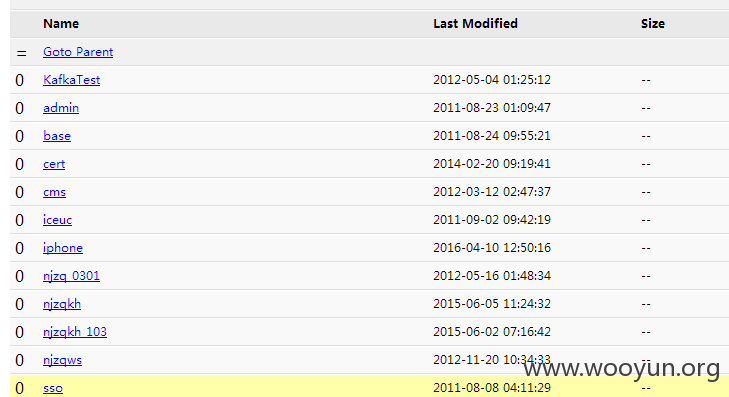 Name Last Modified Size
= Goto Parent
0 KafkaTest 2012-05-04 01:25:12 --
0 admin 2011-08-23 01:09:47 --
0 base 2011-08-24 09:55:21 --
0 cert 2014-02-20 09:19:41 --
0 cms 2012-03-12 02:47:37 --
0 iceuc 2011-09-02 09:42:19 --
0 iphone 2016-04-10 12:50:16 --
0 njzq_0301 2012-05-16 01:48:34 --
0 njzqkh 2015-06-05 11:24:32 --
0 njzqkh_103 2015-06-02 07:16:42 --
0 njzqws 2012-11-20 10:34:33 --
www.wooyun.org
0 sso 2011-08-08 04:11:29 --